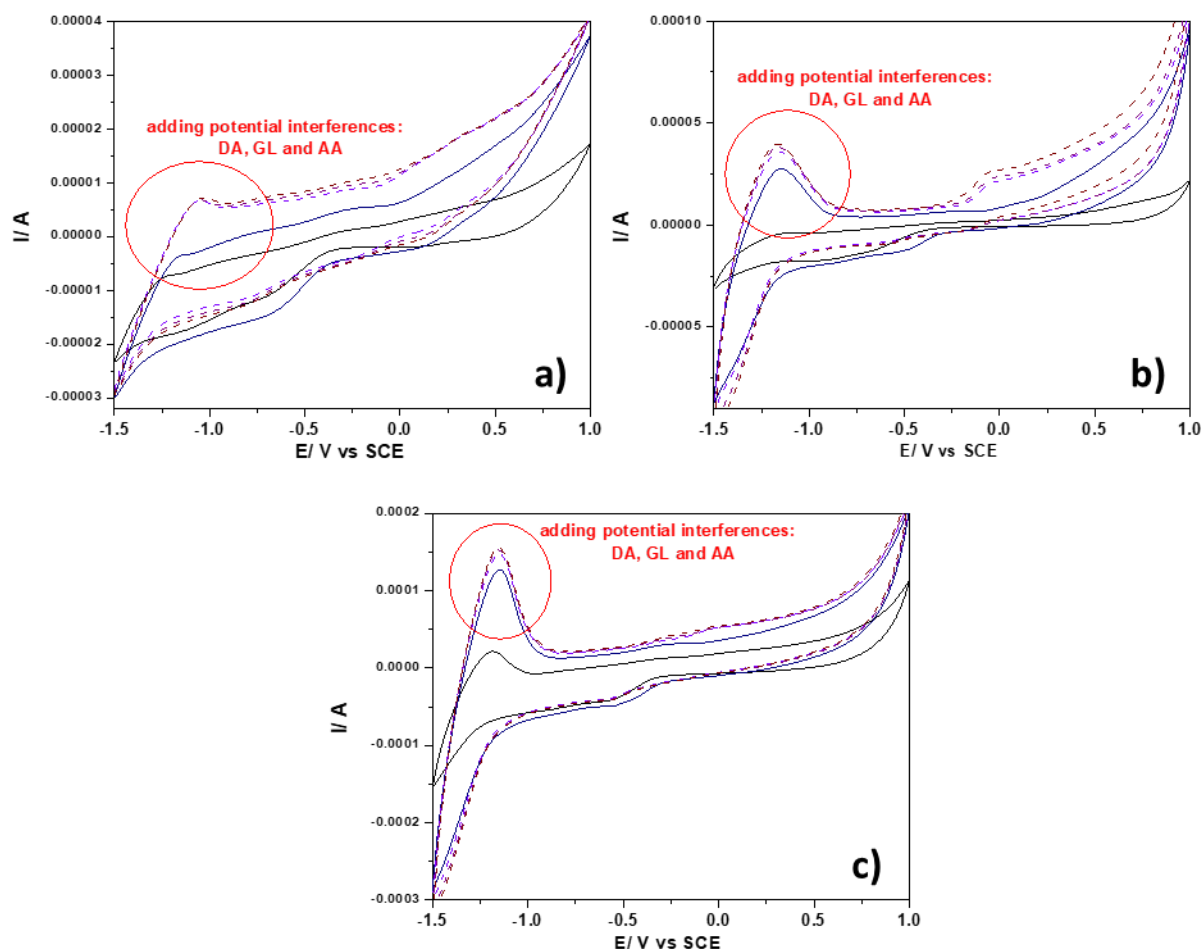 0.00004
0.00003
0.00002
0.00001
0.00000
-0.00001
-0.00002
-0.00003
I/ A
adding potential interferences:
DA, GL and AA
a)
-1.5 -1.0 -0.5 0.0 0.5 1.0
E/ V vs SCE
0.00010
0.00005
0.00000
-0.00005
I/ A
adding potential interferences:
DA, GL and AA
b)
-1.5 -1.0 -0.5 0.0 0.5 1.0
E/ V vs SCE
0.0002
0.0001
0.0000
-0.0001
-0.0002
-0.0003
I/ A
adding potential interferences:
DA, GL and AA
c)
-1.5 -1.0 -0.5 0.0 0.5 1.0
E/ V vs SCE